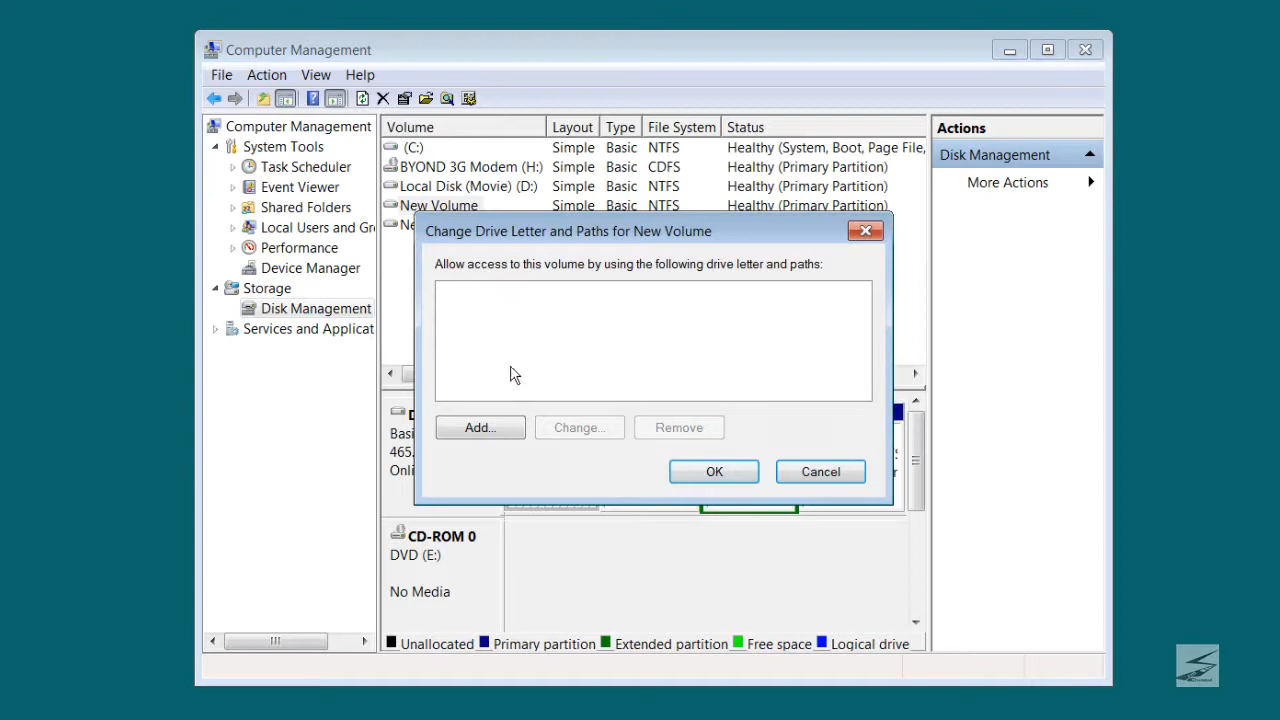 Computer Management
File Action View Help
Computer Management
System Tools
Task Scheduler
Event Viewer
Shared Folders
Local Users and Gr
Performance
Device Manager
Storage
Disk Management
Services and Applicat
Volume Layout Type File System Status
(C:) Simple Basic NTFS Healthy (System, Boot, Page File,
BYOND 3G Modem (H:) Simple Basic CDFS Healthy (Primary Partition)
Local Disk (Movie) (D:) Simple Basic NTFS Healthy (Primary Partition)
New Volume Simple Basic NTFS Healthy (Primary Partition)
Ne
Change Drive Letter and Paths for New Volume
Allow access to this volume by using the following drive letter and paths:
Add... Change... Remove
OK Cancel
D
Basi
465.
Onli
CD-ROM 0
DVD (E:)
No Media
Unallocated Primary partition Extended partition Free space Logical drive
Actions
Disk Management
More Actions